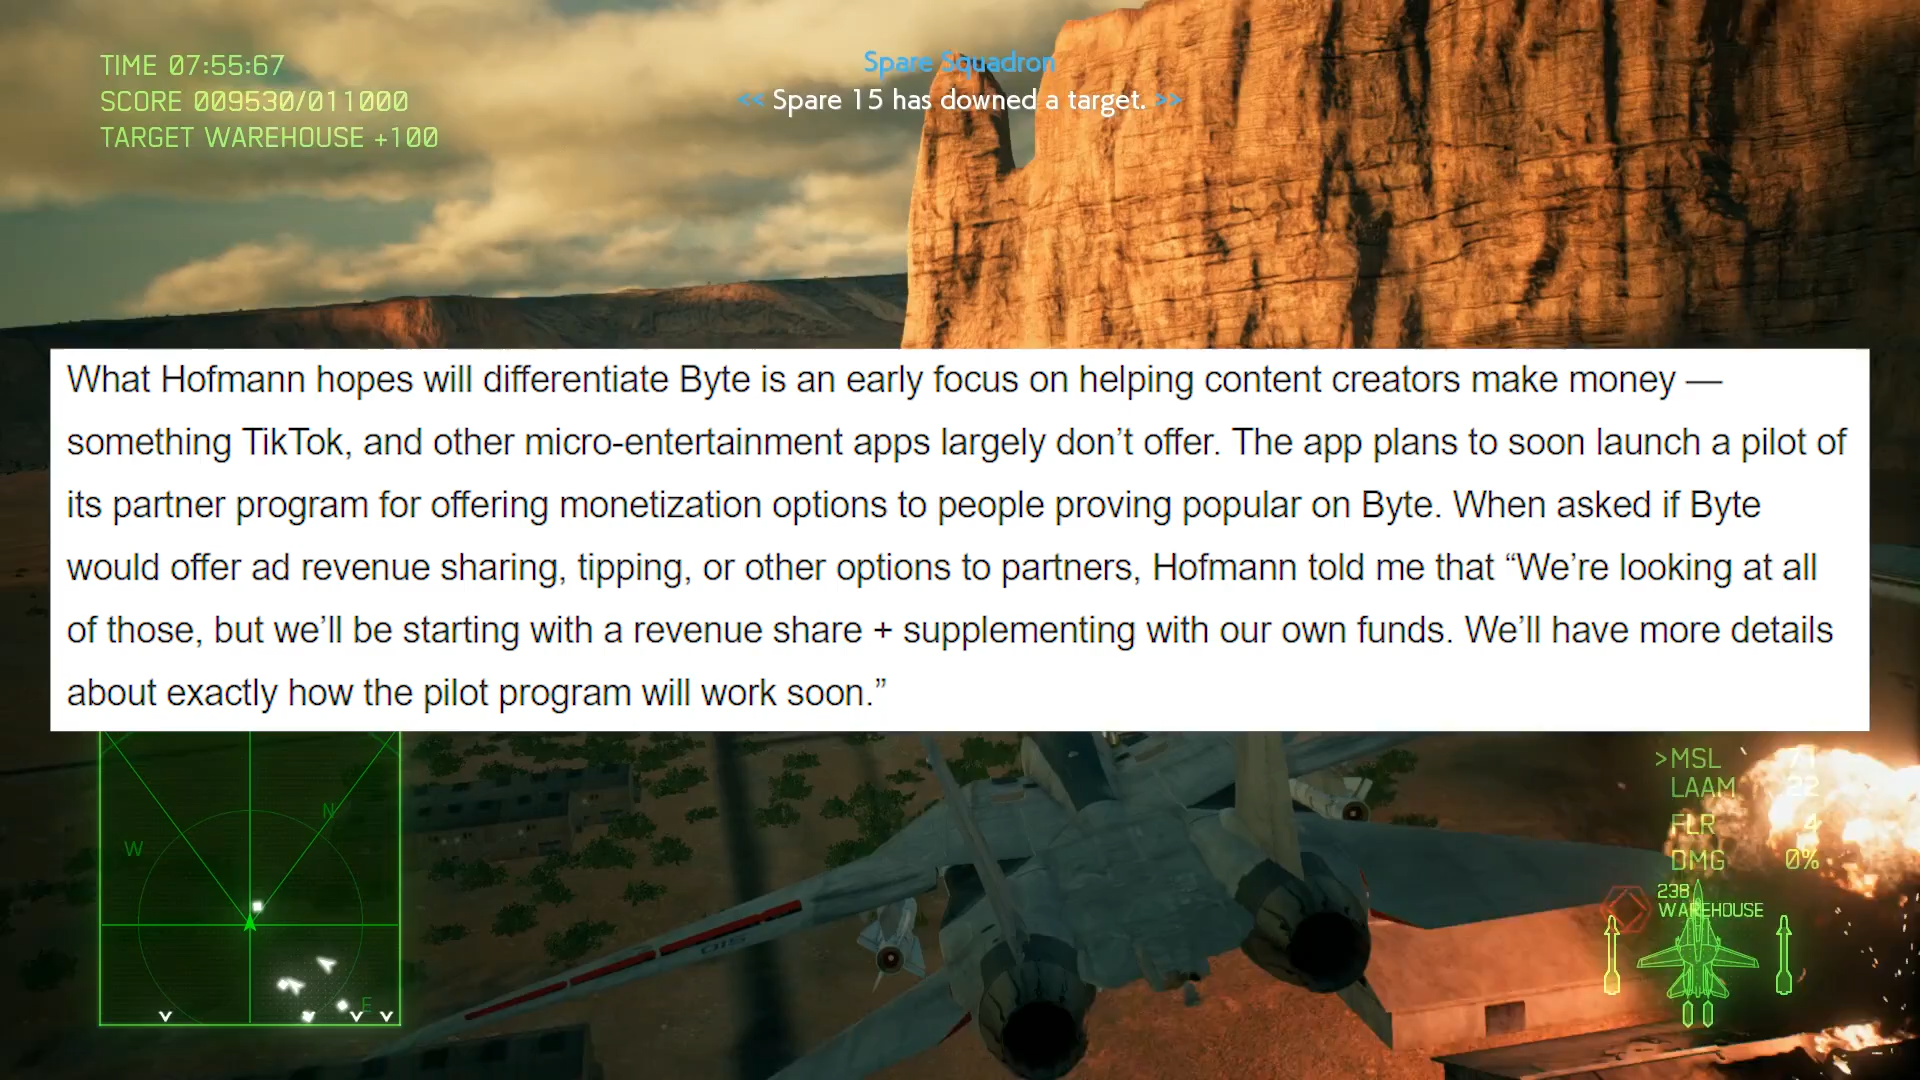 TIME 07:55:67
SCORE 009530/011000
TARGET WAREHOUSE +100
Spare Squadron
<< Spare 15 has downed a target. >>
What Hofmann hopes will differentiate Byte is an early focus on helping content creators make money —
something TikTok, and other micro-entertainment apps largely don’t offer. The app plans to soon launch a pilot of
its partner program for offering monetization options to people proving popular on Byte. When asked if Byte
would offer ad revenue sharing, tipping, or other options to partners, Hofmann told me that “We’re looking at all
of those, but we’ll be starting with a revenue share + supplementing with our own funds. We’ll have more details
about exactly how the pilot program will work soon.”
N
W
E
>MSL 71
LAAM 22
FLR 4
DMG 0%
238
WAREHOUSE